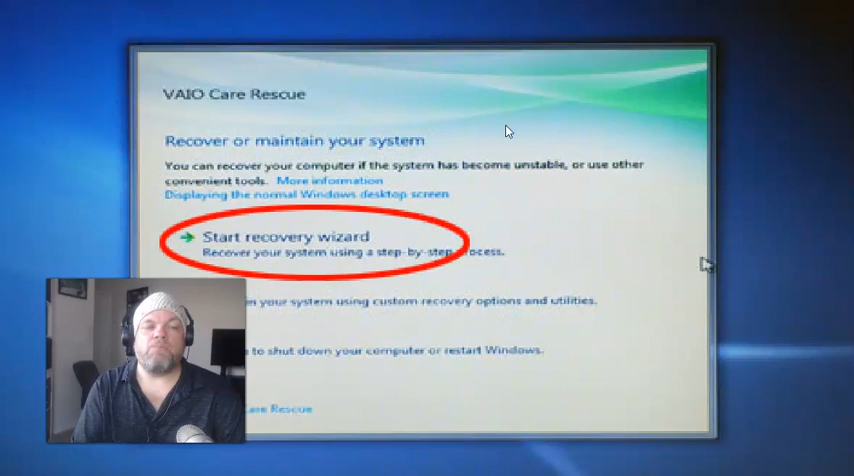 VAIO Care Rescue
Recover or maintain your system
You can recover your computer if the system has become unstable, or use other
convenient tools. More information
Displaying the normal Windows desktop screen
Start recovery wizard
Recover your system using a step-by-step process.
your system using custom recovery options and utilities.
to shut down your computer or restart Windows.
Care Rescue